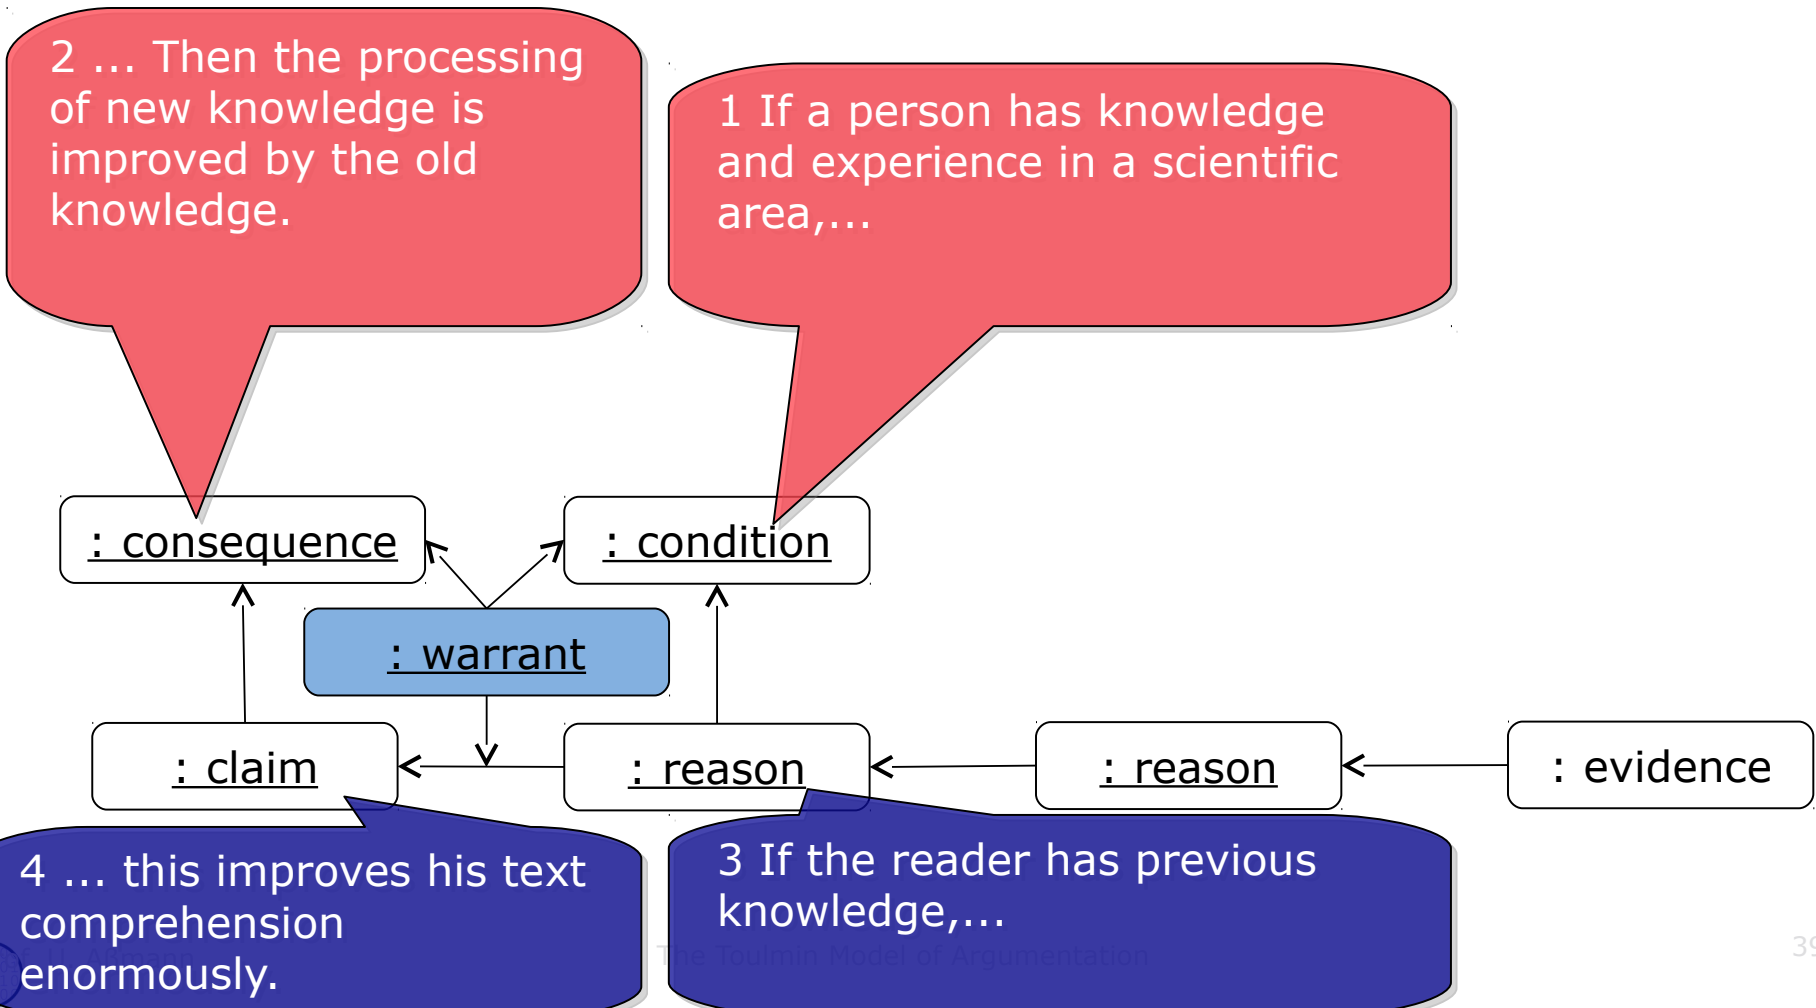 2 ... Then the processing
of new knowledge is
improved by the old
knowledge.
1 If a person has knowledge
and experience in a scientific
area,...
: consequence
: condition
: warrant
: claim
: reason
: reason
: evidence
4 ... this improves his text
comprehension
enormously.
3 If the reader has previous
knowledge,...
The Toulmin Model of Argumentation
39